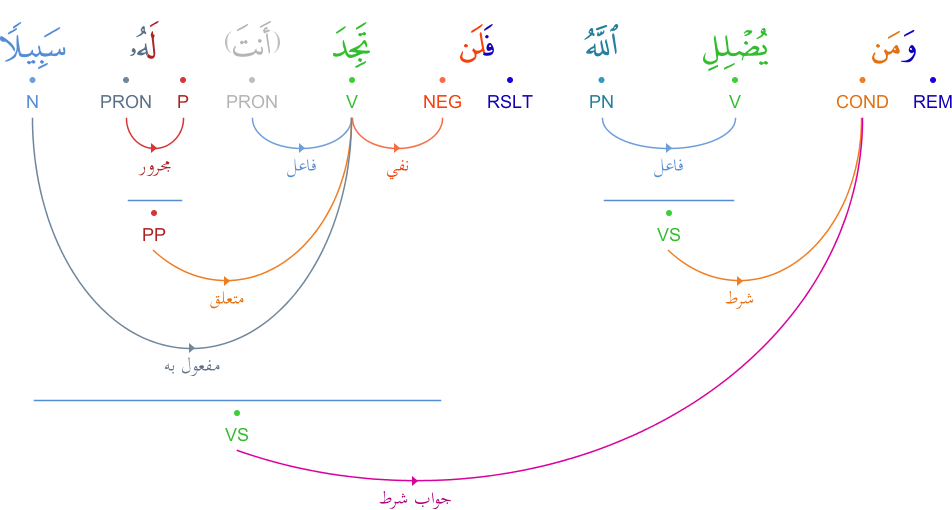 وَمَن يُضْلِلِ ٱللَّهُ فَلَن تَجِدَ (أَنتَ) لَهُۥ سَبِيلًا
REM COND V PN RSLT NEG V PRON P PRON N
فاعل نفي فاعل مجرور
VS PP
شرط متعلق
مفعول به
VS
جواب شرط